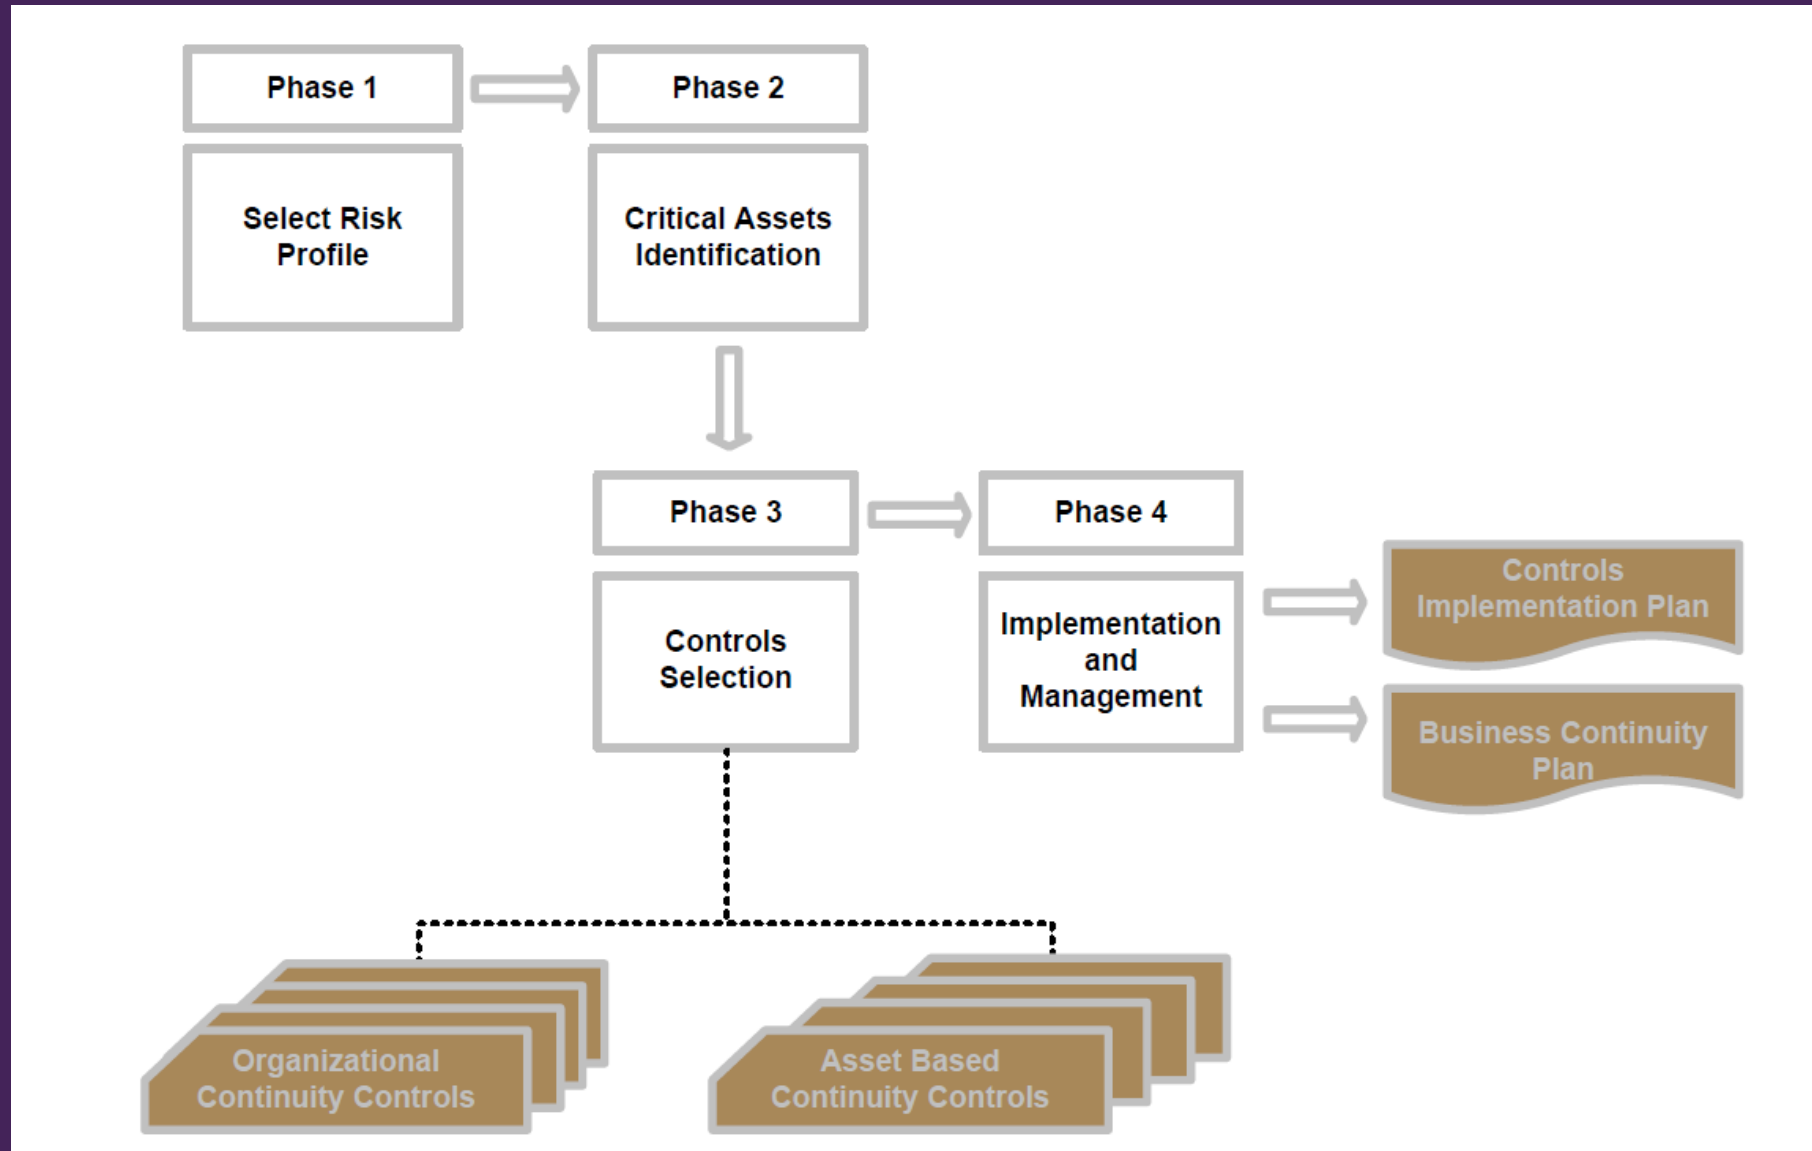 Phase 1
Phase 2
Select Risk
Profile
Critical Assets
Identification
Phase 3
Phase 4
Controls
Selection
Implementation
and
Management
Controls
Implementation Plan
Business Continuity
Plan
Organizational
Continuity Controls
Asset Based
Continuity Controls